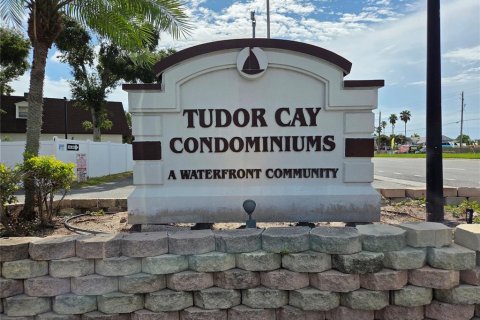 TUDOR CAY
CONDOMINIUMS
A WATERFRONT COMMUNITY